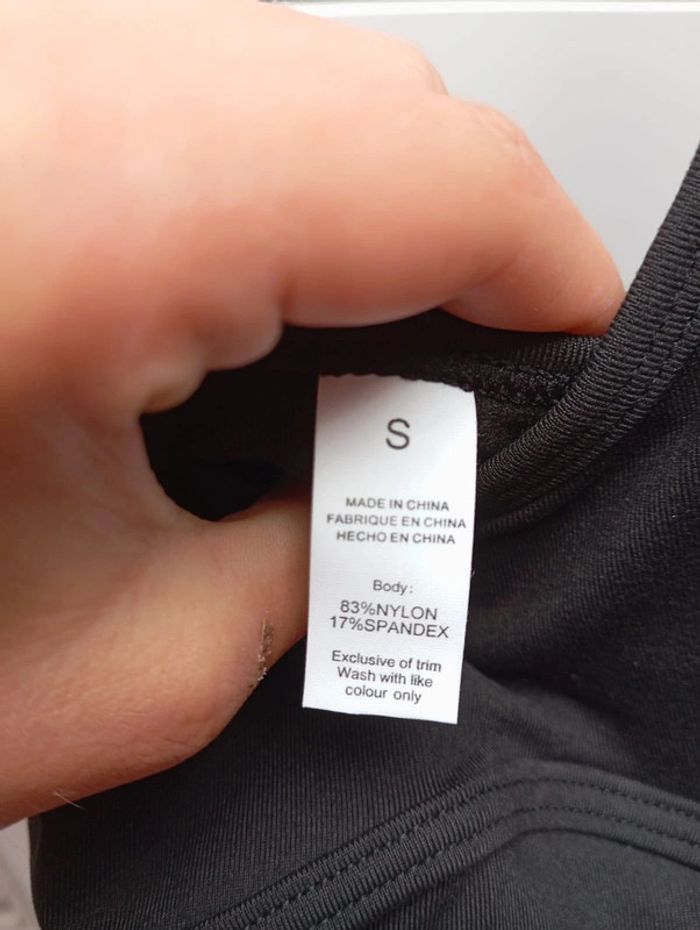 S
MADE IN CHINA
FABRIQUE EN CHINA
HECHO EN CHINA
Body:
83%NYLON
17%SPANDEX
Exclusive of trim
Wash with like
colour only